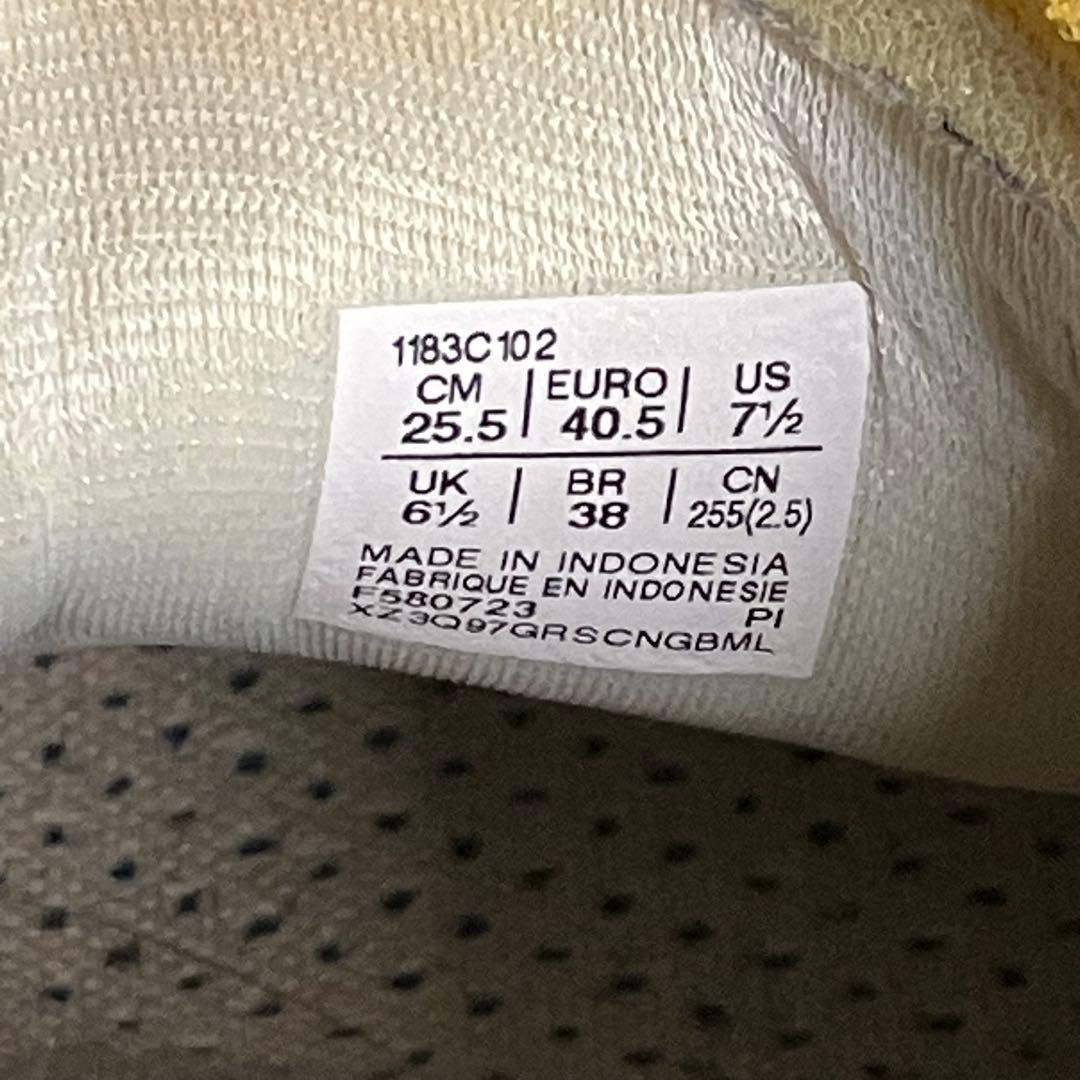 1183C102
CM | EURO | US
25.5 | 40.5 | 7½
UK | BR | CN
6½ | 38 | 255(2.5)
MADE IN INDONESIA
FABRIQUE EN INDONESIE
F580723 PI
XZ3Q97GRSCNGBML